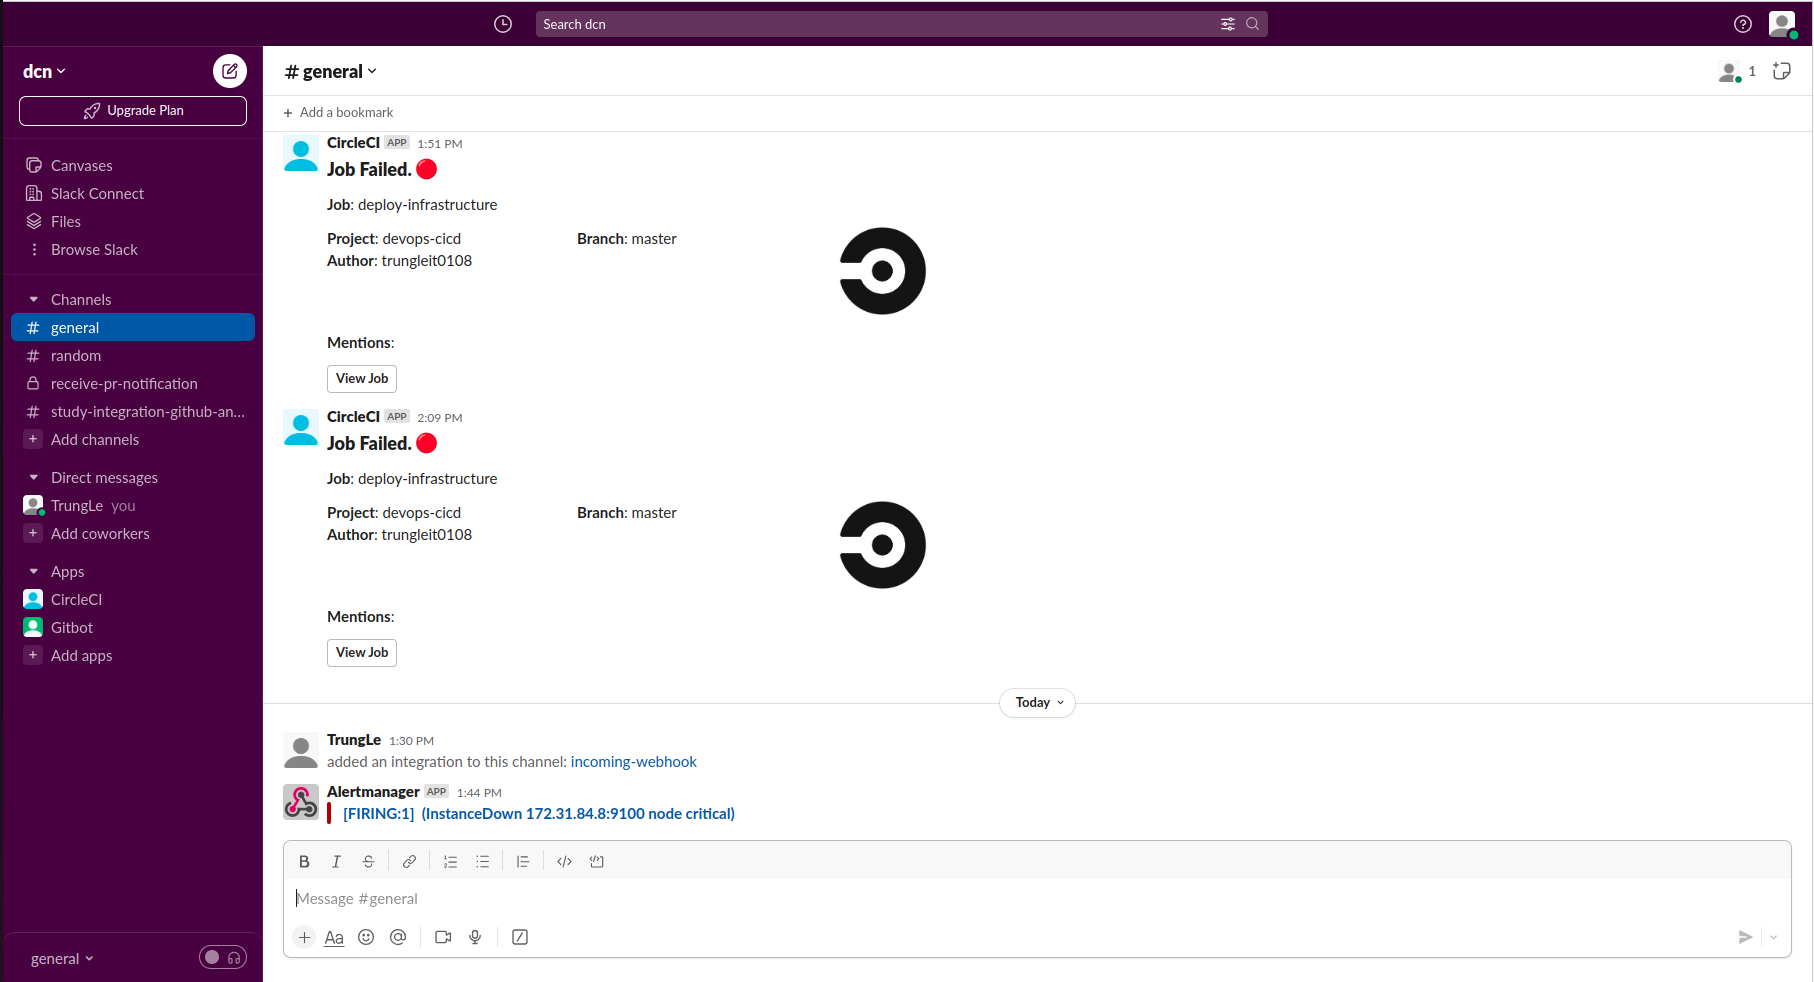 Search dcn
dcn
Upgrade Plan
Canvases
Slack Connect
Files
Browse Slack
Channels
# general
# random
receive-pr-notification
# study-integration-github-an...
+ Add channels
Direct messages
TrungLe you
+ Add coworkers
Apps
CircleCI
Gitbot
+ Add apps
general
# general
1
+ Add a bookmark
CircleCI APP 1:51 PM
Job Failed.
Job: deploy-infrastructure
Project: devops-cicd Branch: master
Author: trungleit0108
Mentions:
View Job
CircleCI APP 2:09 PM
Job Failed.
Job: deploy-infrastructure
Project: devops-cicd Branch: master
Author: trungleit0108
Mentions:
View Job
Today
TrungLe 1:30 PM
added an integration to this channel: incoming-webhook
Alertmanager APP 1:44 PM
[FIRING:1] (InstanceDown 172.31.84.8:9100 node critical)
Message #general
Aa